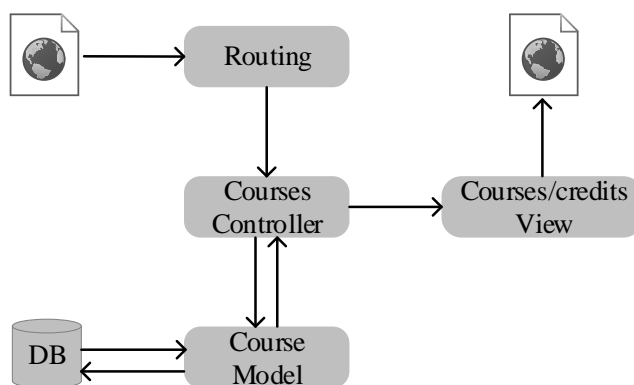 Routing
Courses
Controller
Courses/credits
View
DB
Course
Model